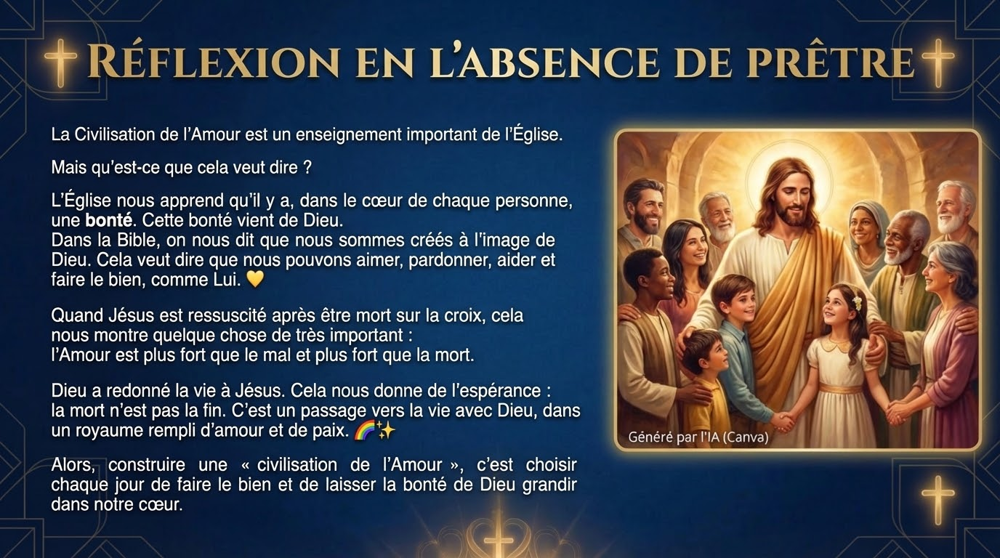 RÉFLEXION EN L'ABSENCE DE PRÊTRE
La Civilisation de l'Amour est un enseignement important de l'Église.
Mais qu'est-ce que cela veut dire ?
L'Église nous apprend qu'il y a, dans le cœur de chaque personne,
une bonté. Cette bonté vient de Dieu.
Dans la Bible, on nous dit que nous sommes créés à l'image de
Dieu. Cela veut dire que nous pouvons aimer, pardonner, aider et
faire le bien, comme Lui. 💛
Quand Jésus est ressuscité après être mort sur la croix, cela
nous montre quelque chose de très important :
l'Amour est plus fort que le mal et plus fort que la mort.
Dieu a redonné la vie à Jésus. Cela nous donne de l'espérance :
la mort n'est pas la fin. C'est un passage vers la vie avec Dieu, dans
un royaume rempli d'amour et de paix. 🌈✨
Alors, construire une « civilisation de l'Amour », c'est choisir
chaque jour de faire le bien et de laisser la bonté de Dieu grandir
dans notre cœur.
Généré par l'IA (Canva)